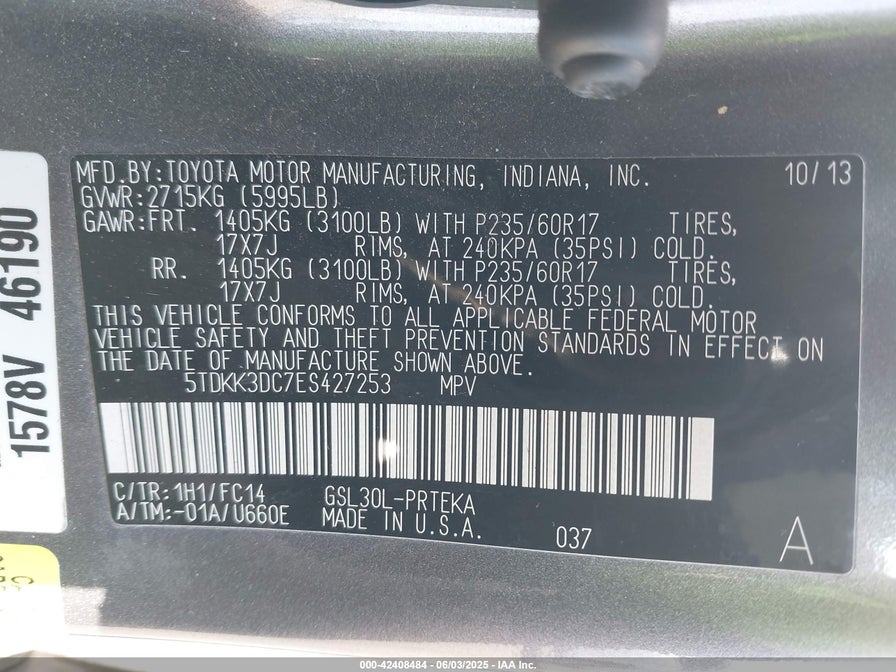 MFD.BY:TOYOTA MOTOR MANUFACTURING, INDIANA, INC. 10/13
GVWR:2715KG (5995LB)
GAWR:FRT. 1405KG (3100LB) WITH P235/60R17 TIRES,
17X7J RIMS, AT 240KPA (35PSI) COLD.
RR. 1405KG (3100LB) WITH P235/60R17 TIRES,
17X7J RIMS, AT 240KPA (35PSI) COLD.
THIS VEHICLE CONFORMS TO ALL APPLICABLE FEDERAL MOTOR
VEHICLE SAFETY AND THEFT PREVENTION STANDARDS IN EFFECT ON
THE DATE OF MANUFACTURE SHOWN ABOVE.
5TDKK3DC7ES427253 MPV
C/TR:1H1/FC14 GSL30L-PRTEKA
A/TM:-01A/U660E MADE IN U.S.A. 037 A
1578V 46190
000-42408484 - 06/03/2025 - IAA Inc.